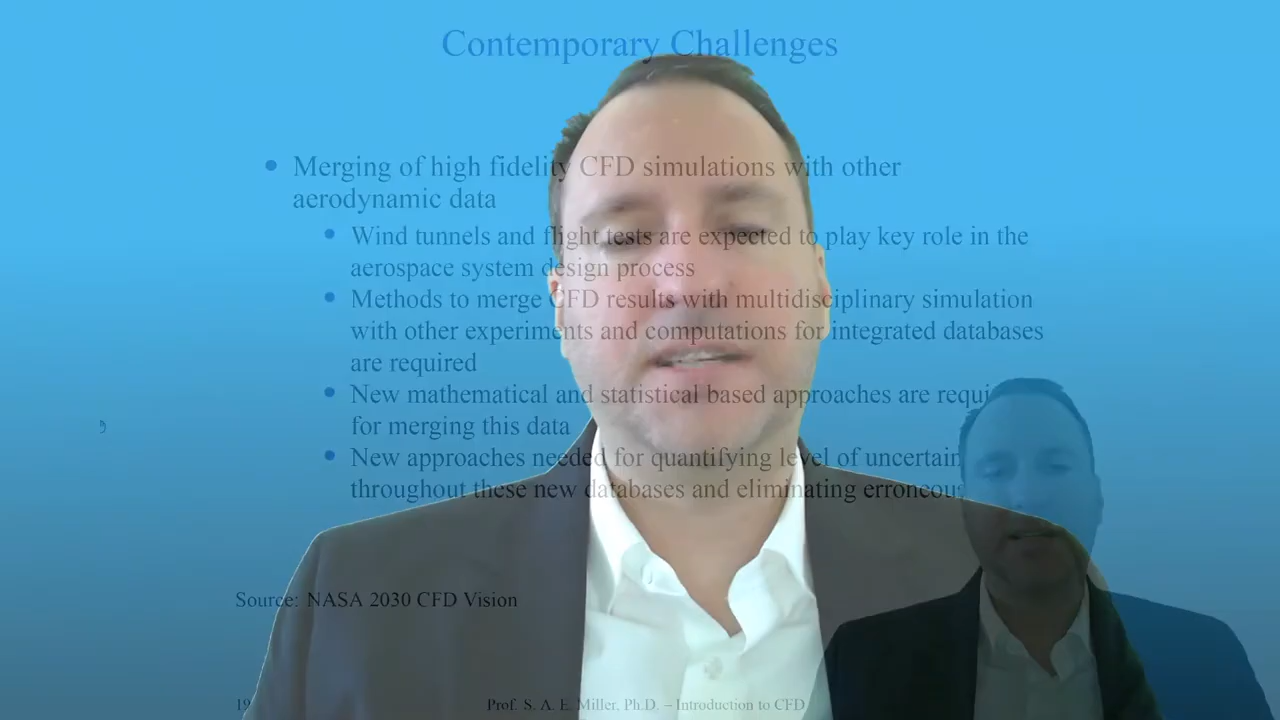 Contemporary Challenges
• Merging of high fidelity CFD simulations with other
aerodynamic data
• Wind tunnels and flight tests are expected to play key role in the
aerospace system design process
• Methods to merge CFD results with multidisciplinary simulation
with other experiments and computations for integrated databases
are required
• New mathematical and statistical based approaches are requi
for merging this data
• New approaches needed for quantifying level of uncertain
throughout these new databases and eliminating erroneous
Source: NASA 2030 CFD Vision
19
Prof. S. A. E. Miller, Ph.D. – Introduction to CFD